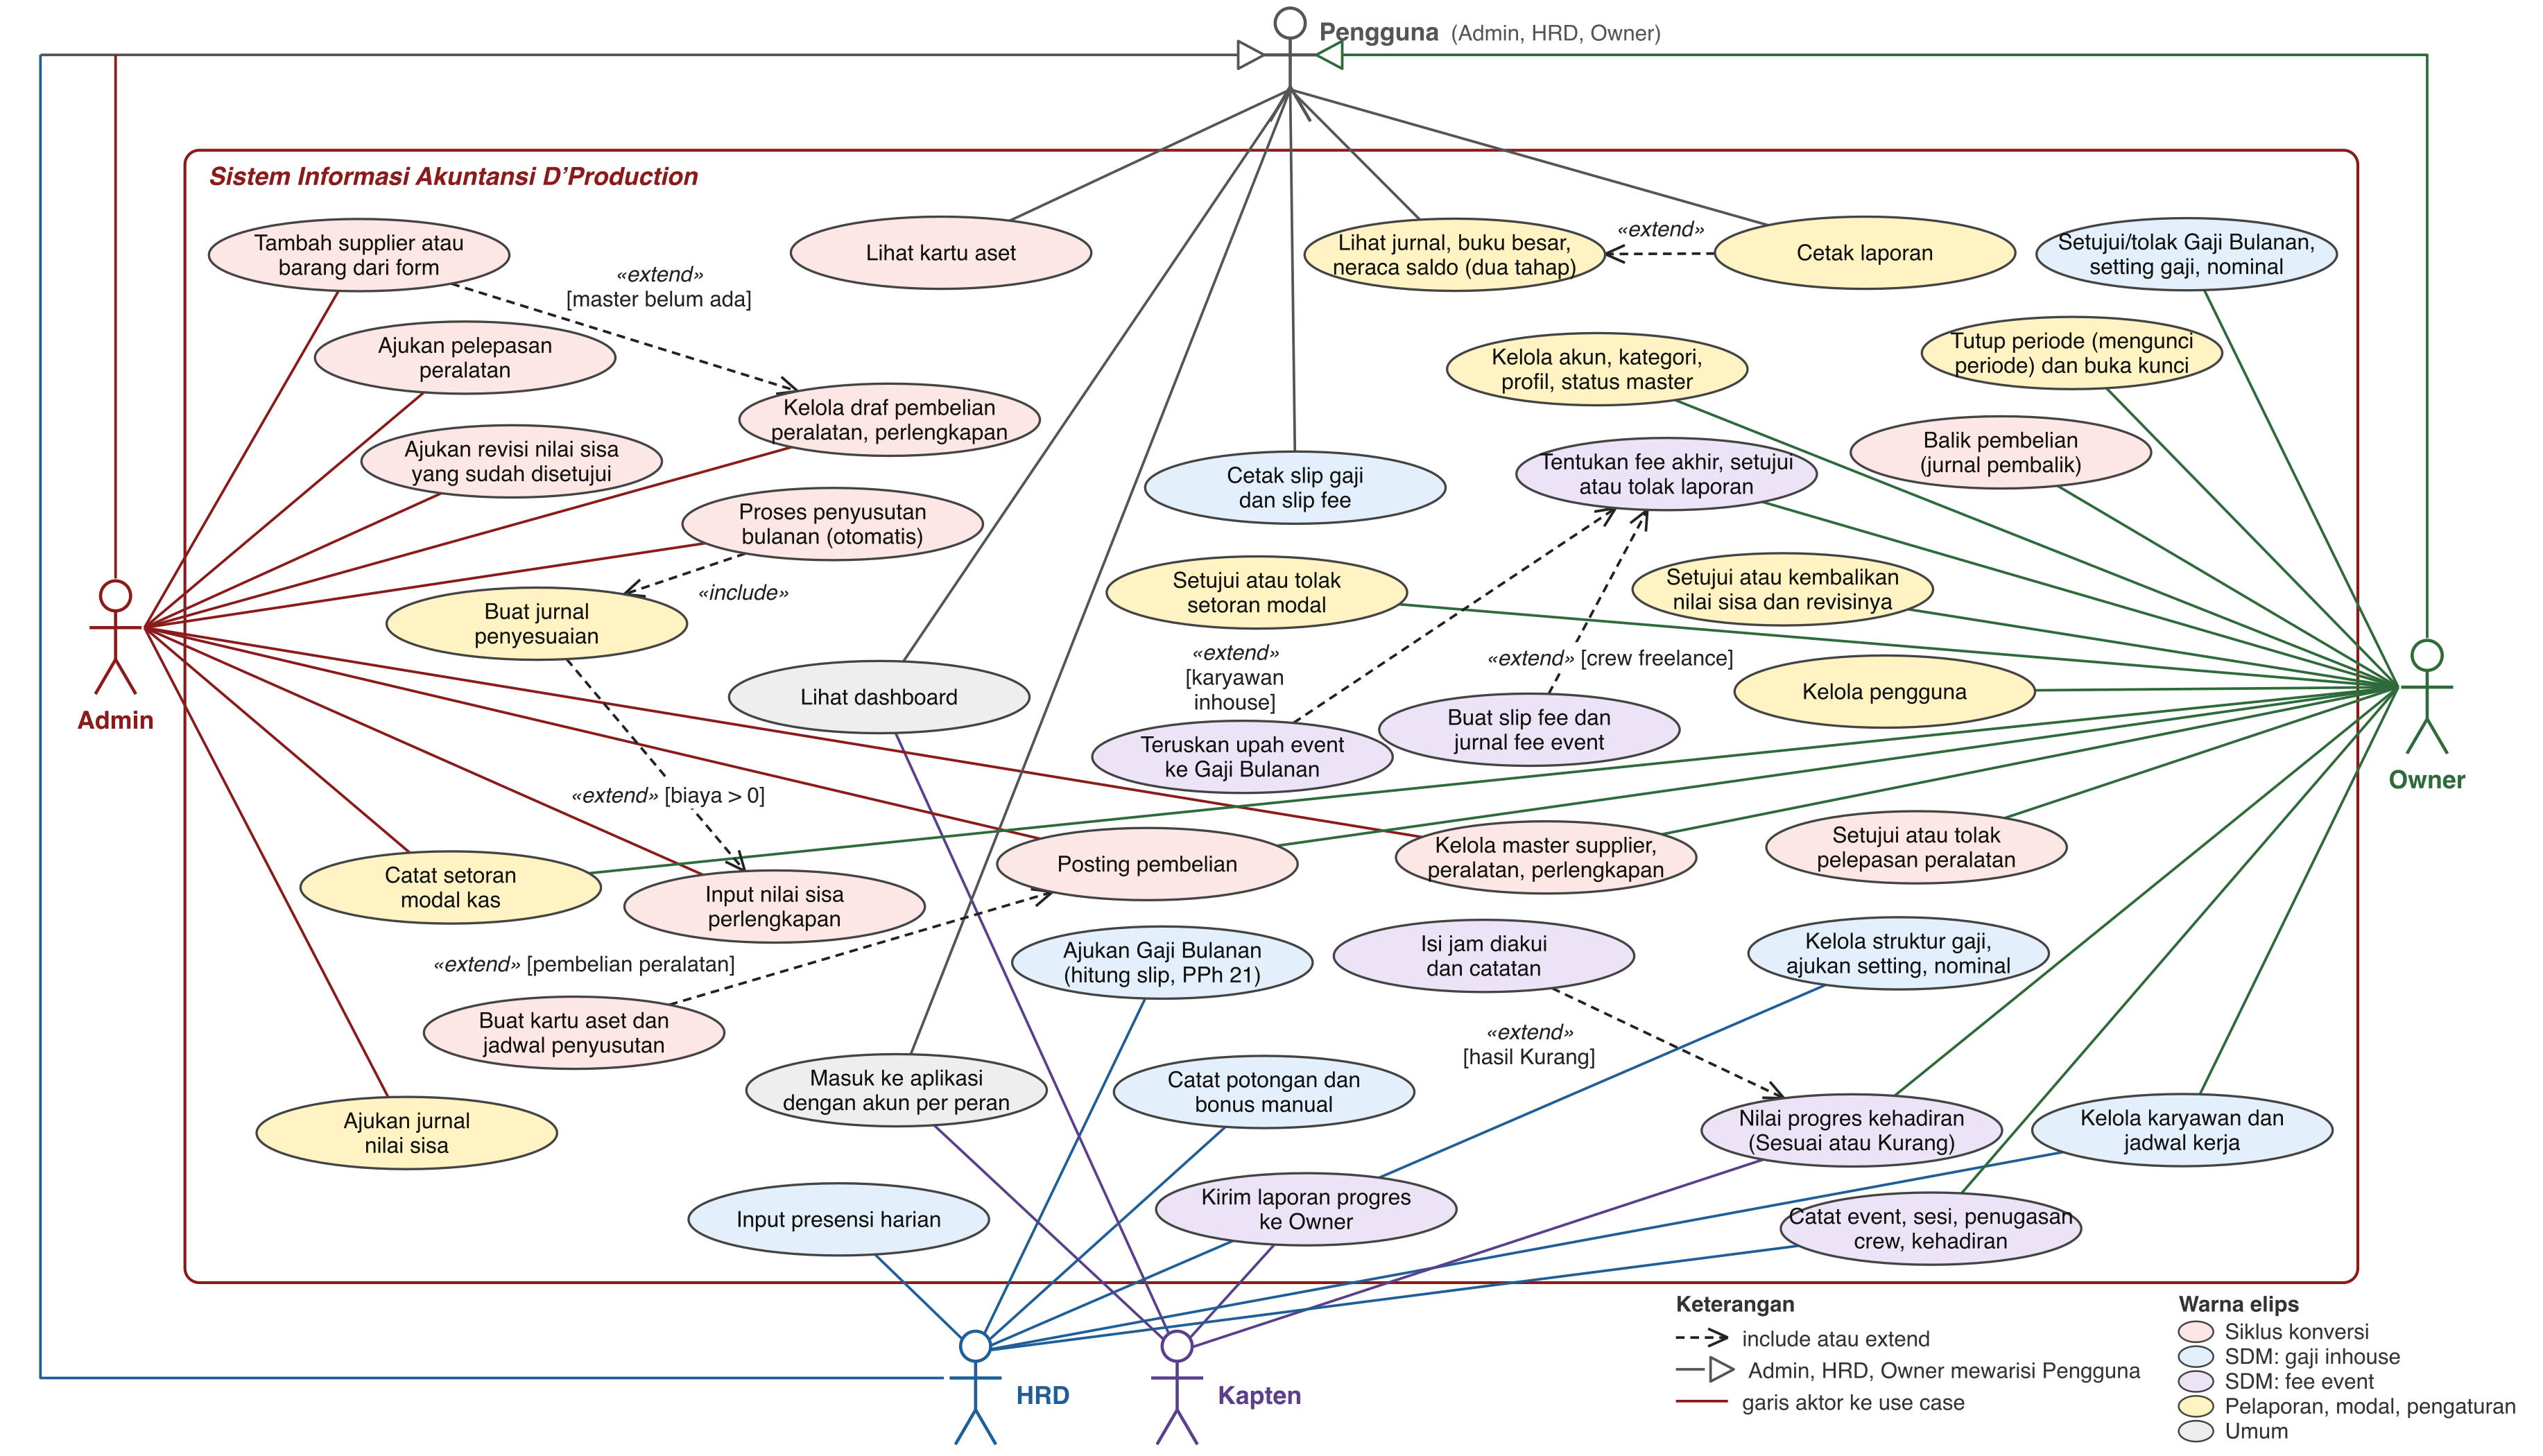 Pengguna (Admin, HRD, Owner)
Sistem Informasi Akuntansi D’Production
Tambah supplier atau
barang dari form
«extend»
[master belum ada]
Lihat kartu aset
Lihat jurnal, buku besar,
neraca saldo (dua tahap)
«extend»
Cetak laporan
Setujui/tolak Gaji Bulanan,
setting gaji, nominal
Ajukan pelepasan
peralatan
Kelola draf pembelian
peralatan, perlengkapan
Kelola akun, kategori,
profil, status master
Tutup periode (mengunci
periode) dan buka kunci
Ajukan revisi nilai sisa
yang sudah disetujui
Cetak slip gaji
dan slip fee
Tentukan fee akhir, setujui
atau tolak laporan
Balik pembelian
(jurnal pembalik)
Proses penyusutan
bulanan (otomatis)
«include»
Buat jurnal
penyesuaian
Setujui atau tolak
setoran modal
Setujui atau kembalikan
nilai sisa dan revisinya
Admin
Lihat dashboard
«extend»
[karyawan
inhouse]
«extend» [crew freelance]
Kelola pengguna
Teruskan upah event
ke Gaji Bulanan
Buat slip fee dan
jurnal fee event
Owner
«extend» [biaya > 0]
Catat setoran
modal kas
Input nilai sisa
perlengkapan
Posting pembelian
Kelola master supplier,
peralatan, perlengkapan
Setujui atau tolak
pelepasan peralatan
«extend» [pembelian peralatan]
Ajukan Gaji Bulanan
(hitung slip, PPh 21)
Isi jam diakui
dan catatan
Kelola struktur gaji,
ajukan setting, nominal
Buat kartu aset dan
jadwal penyusutan
«extend»
[hasil Kurang]
Masuk ke aplikasi
dengan akun per peran
Catat potongan dan
bonus manual
Ajukan jurnal
nilai sisa
Nilai progres kehadiran
(Sesuai atau Kurang)
Kelola karyawan dan
jadwal kerja
Input presensi harian
Kirim laporan progres
ke Owner
Catat event, sesi, penugasan
crew, kehadiran
HRD
Kapten
Keterangan
include atau extend
Admin, HRD, Owner mewarisi Pengguna
garis aktor ke use case
Warna elips
Siklus konversi
SDM: gaji inhouse
SDM: fee event
Pelaporan, modal, pengaturan
Umum